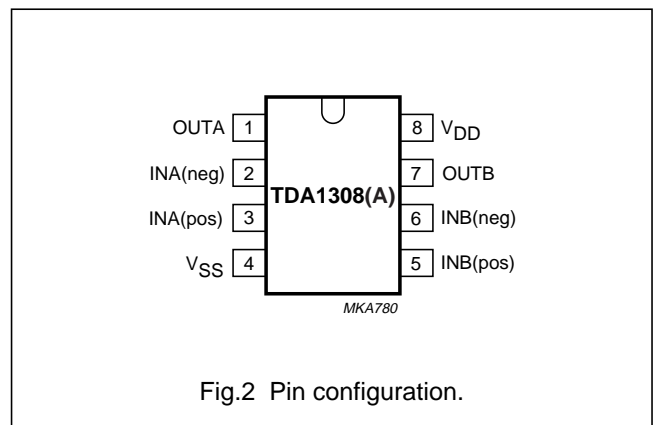 OUTA 1 8 VDD
INA(neg) 2 7 OUTB
TDA1308(A)
INA(pos) 3 6 INB(neg)
VSS 4 5 INB(pos)
MKA780
Fig.2 Pin configuration.